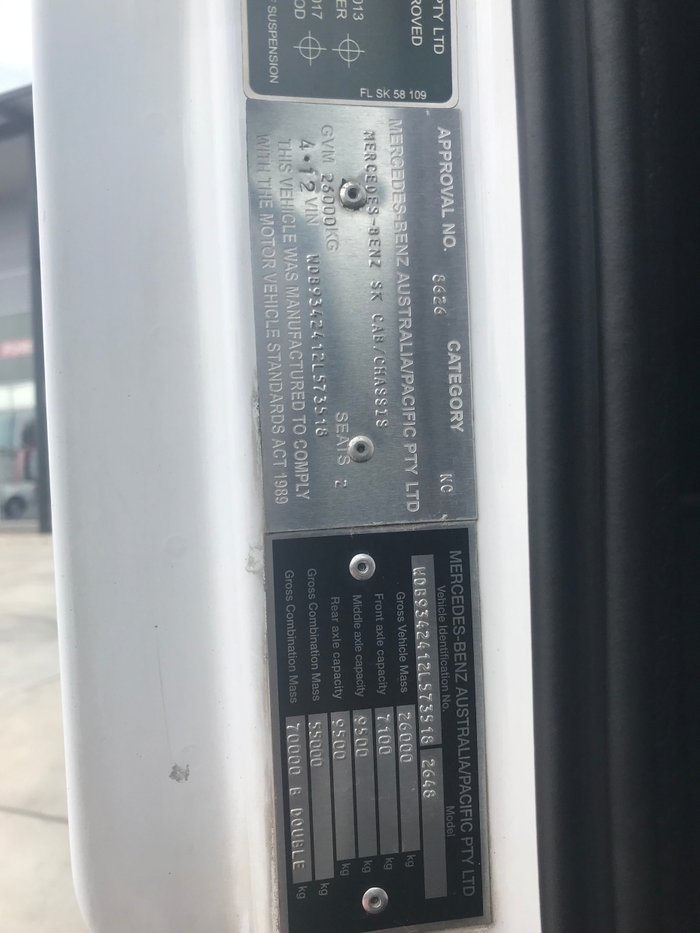 PTY LTD
ROVED
013
017
FL SK 58 109
SUSPENSION
APPROVAL NO. 8626 CATEGORY NC
MERCEDES-BENZ AUSTRALIA/PACIFIC PTY LTD
MERCEDES-BENZ SK CAB/CHASSIS
GVM 26000KG SEATS 2
4•12 VIN WDB9342412L573518
THIS VEHICLE WAS MANUFACTURED TO COMPLY
WITH THE MOTOR VEHICLE STANDARDS ACT 1989
MERCEDES-BENZ AUSTRALIA/PACIFIC PTY LTD
Vehicle Identification No. Model
WDB9342412L573518 2648
Gross Vehicle Mass 26000 kg
Front axle capacity 7100 kg
Middle axle capacity 9500 kg
Rear axle capacity 9500 kg
Gross Combination Mass 55000 kg
Gross Combination Mass 70000 B DOUBLE kg